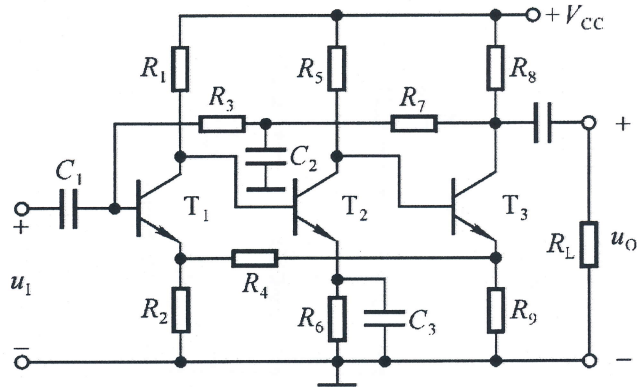 +V_CC
R_1
R_5
R_8
R_3
R_7
+
C_1
C_2
T_1
T_2
T_3
+
R_L
u_O
R_4
u_I
R_2
R_6
C_3
R_9
−
−